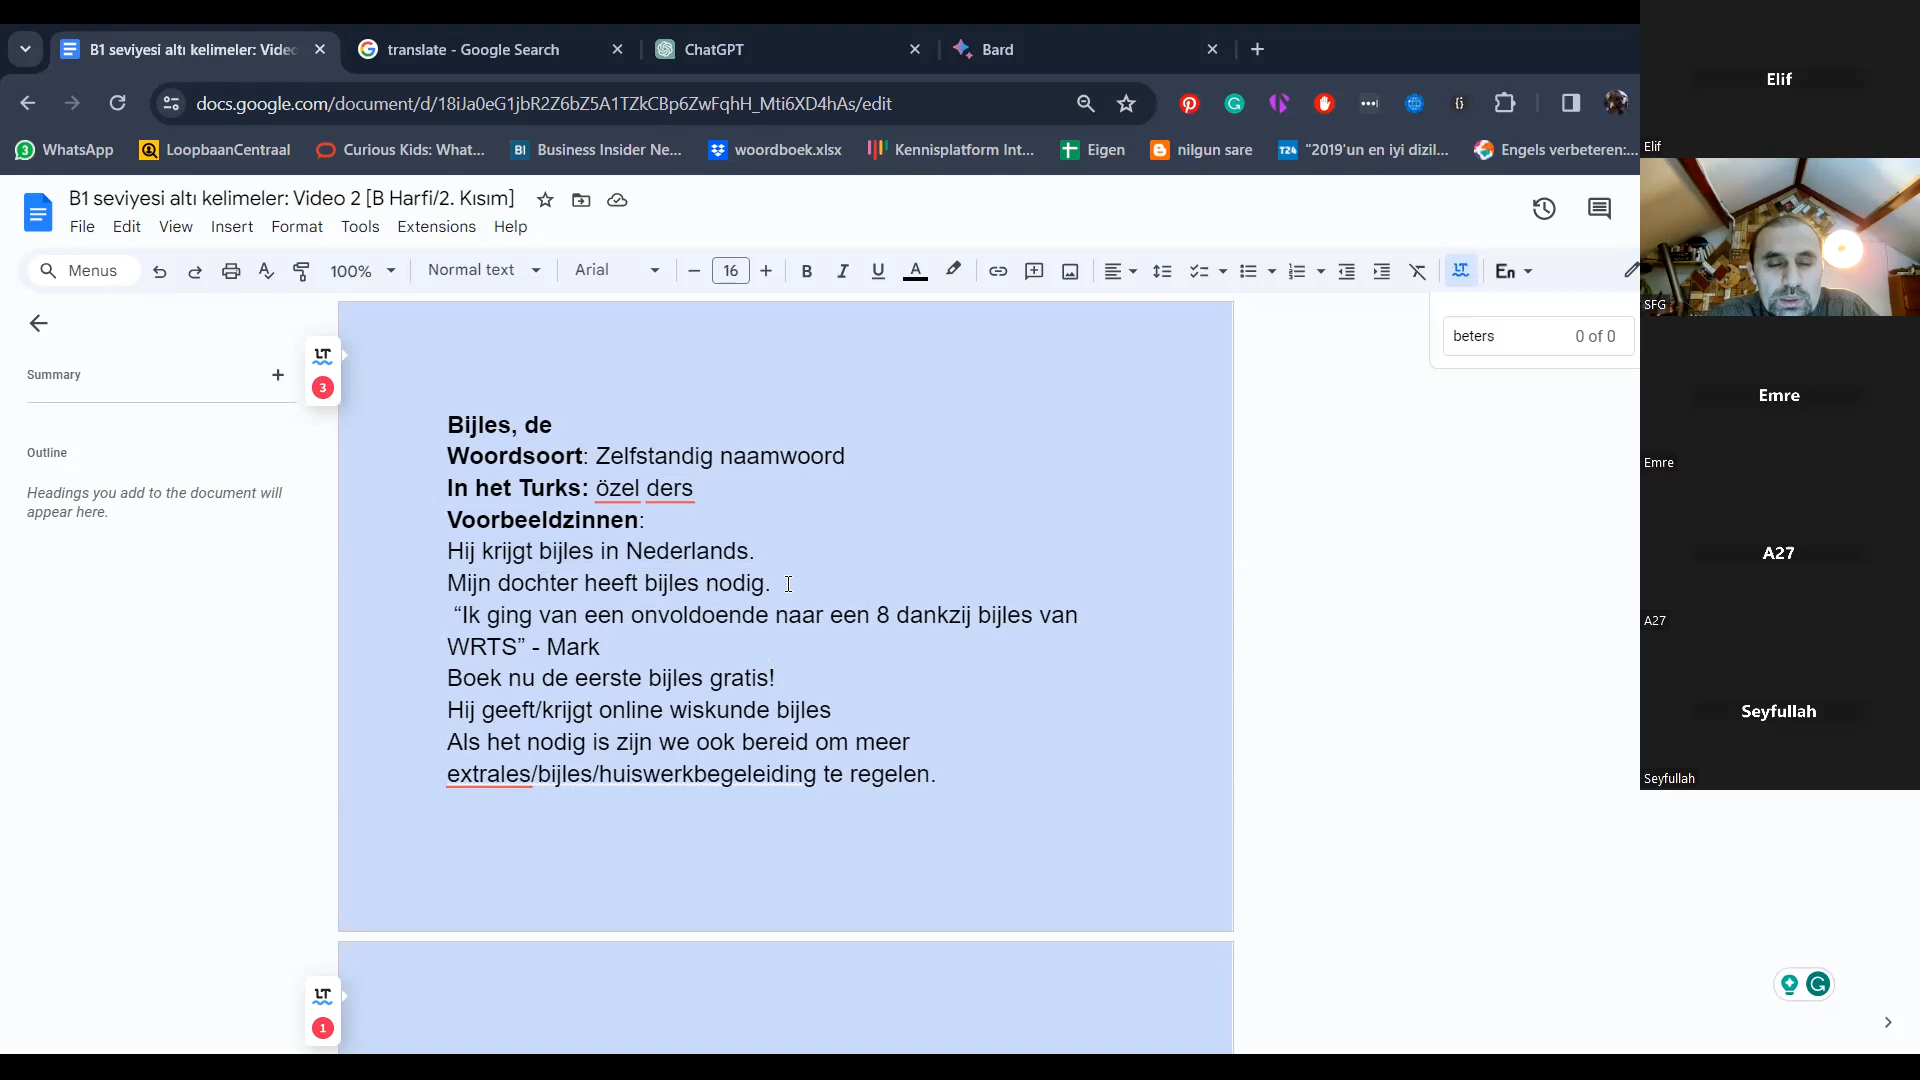 B1 seviyesi altı kelimeler: Vide
translate - Google Search
ChatGPT
Bard
docs.google.com/document/d/18iJa0eG1jbR2Z6bZ5A1TZkCBp6ZwFqhH_Mti6XD4hAs/edit
WhatsApp
LoopbaanCentraal
Curious Kids: What...
Business Insider Ne...
woordboek.xlsx
Kennisplatform Int...
Eigen
nilgun sare
"2019'un en iyi dizil...
Engels verbeteren:...
B1 seviyesi altı kelimeler: Video 2 [B Harfi/2. Kısım]
File Edit View Insert Format Tools Extensions Help
Menus 100% Normal text Arial 16 En
beters 0 of 0
Summary
Outline
Headings you add to the document will
appear here.
3
Bijles, de
Woordsoort: Zelfstandig naamwoord
In het Turks: özel ders
Voorbeeldzinnen:
Hij krijgt bijles in Nederlands.
Mijn dochter heeft bijles nodig.
“Ik ging van een onvoldoende naar een 8 dankzij bijles van
WRTS” - Mark
Boek nu de eerste bijles gratis!
Hij geeft/krijgt online wiskunde bijles
Als het nodig is zijn we ook bereid om meer
extrales/bijles/huiswerkbegeleiding te regelen.
1
Elif
Elif
SFG
Emre
Emre
A27
A27
Seyfullah
Seyfullah